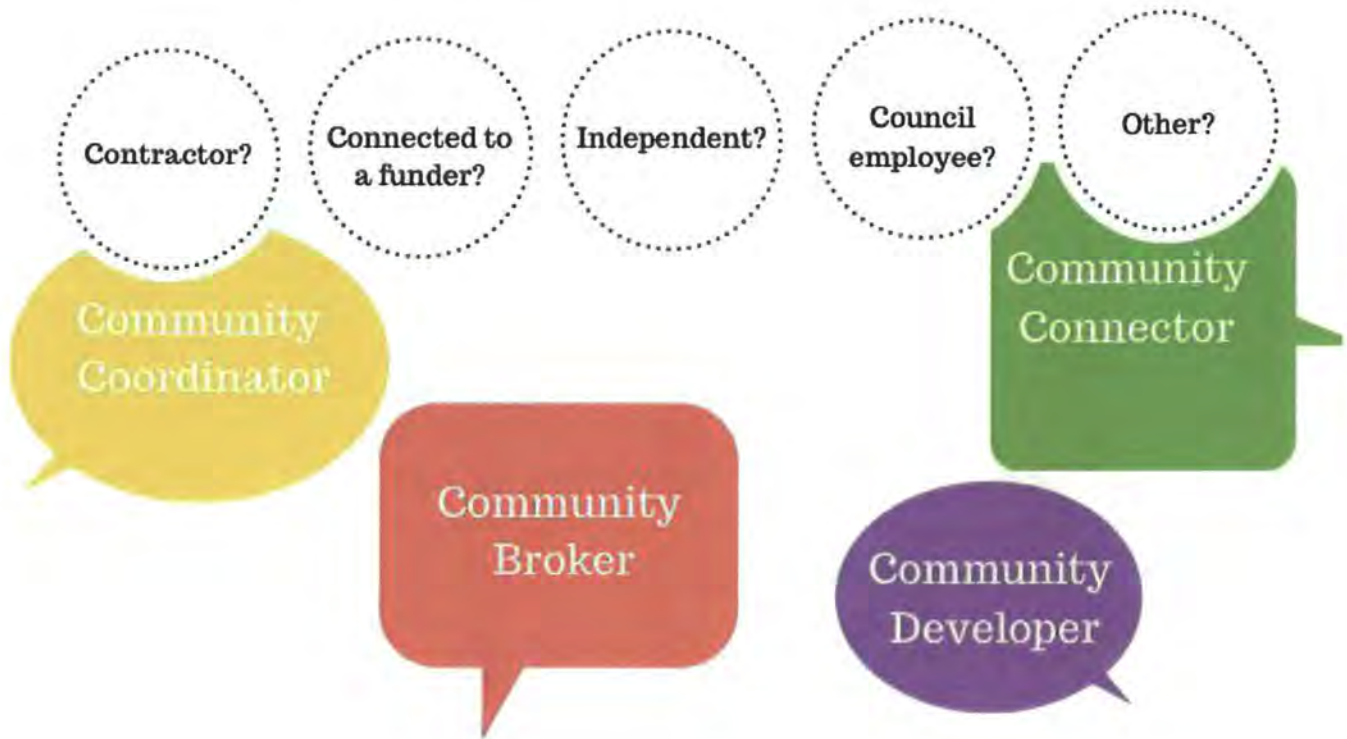 Contractor?
Connected to
a funder?
Independent?
Council
employee?
Other?
Community
Coordinator
Community
Connector
Community
Broker
Community
Developer